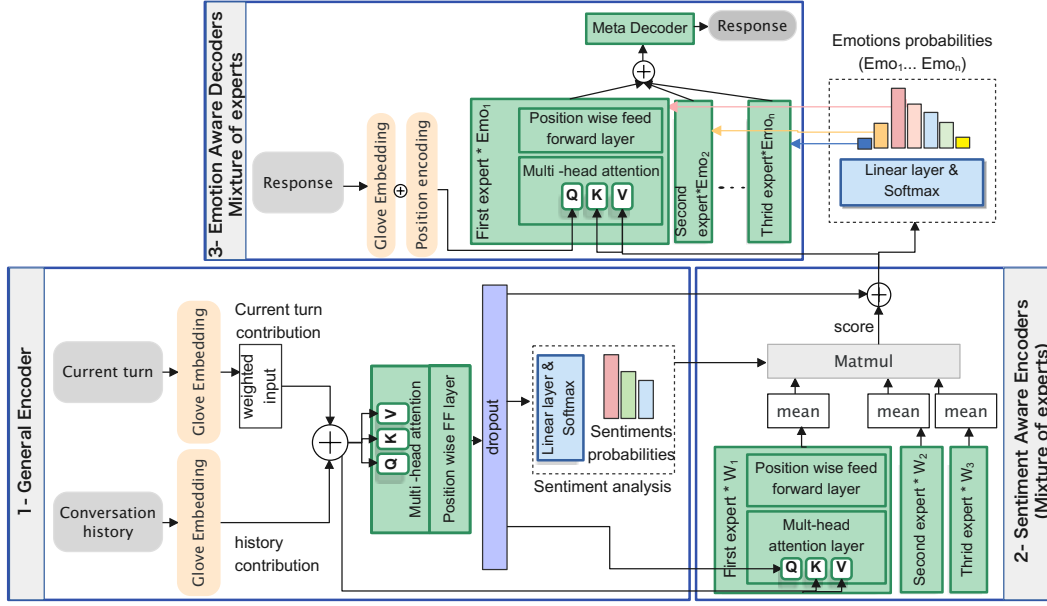 3- Emotion Aware Decoders
Mixture of experts
Response
Glove Embedding
Position encoding
Meta Decoder
Response
First expert * Emo1
Position wise feed
forward layer
Multi -head attention
Q K V
Second
expert*Emo2
Thrid expert*Emon
Emotions probabilities
(Emo1... Emon)
Linear layer &
Softmax
1- General Encoder
Current turn
Glove Embedding
Current turn
contribution
weighted
input
Conversation
history
Glove Embedding
history
contribution
V
K
Q
Multi -head attention
Position wise FF layer
dropout
Linear layer &
Softmax
Sentiments
probabilities
Sentiment analysis
2- Sentiment Aware Encoders
(Mixture of experts)
score
Matmul
mean
mean
mean
First expert * W1
Position wise feed
forward layer
Mult-head
attention layer
Q K V
Second expert * W2
Thrid expert * W3